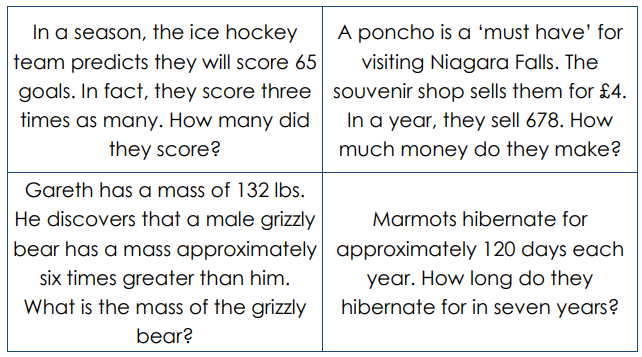 In a season, the ice hockey
team predicts they will score 65
goals. In fact, they score three
times as many. How many did
they score?
A poncho is a ‘must have’ for
visiting Niagara Falls. The
souvenir shop sells them for £4.
In a year, they sell 678. How
much money do they make?
Gareth has a mass of 132 lbs.
He discovers that a male grizzly
bear has a mass approximately
six times greater than him.
What is the mass of the grizzly
bear?
Marmots hibernate for
approximately 120 days each
year. How long do they
hibernate for in seven years?